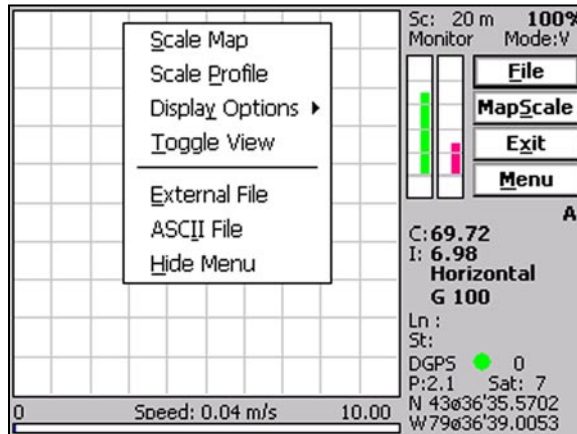 Scale Map
Scale Profile
Display Options
Toggle View
External File
ASCII File
Hide Menu
0 Speed: 0.04 m/s 10.00
Sc: 20 m 100%
Monitor Mode:V
File
MapScale
Exit
Menu
A
C:69.72
I: 6.98
Horizontal
G 100
Ln :
St:
DGPS 0
P:2.1 Sat: 7
N 43ø36'35.5702
W79ø36'39.0053